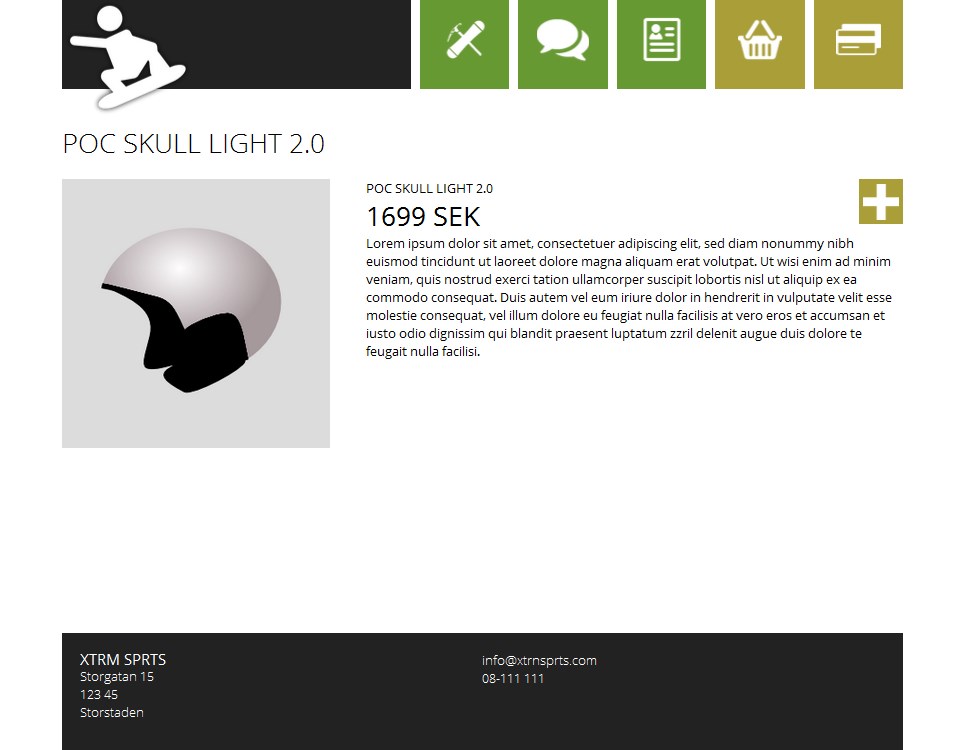 POC SKULL LIGHT 2.0
POC SKULL LIGHT 2.0
1699 SEK
Lorem ipsum dolor sit amet, consectetuer adipiscing elit, sed diam nonummy nibh
euismod tincidunt ut laoreet dolore magna aliquam erat volutpat. Ut wisi enim ad minim
veniam, quis nostrud exerci tation ullamcorper suscipit lobortis nisl ut aliquip ex ea
commodo consequat. Duis autem vel eum iriure dolor in hendrerit in vulputate velit esse
molestie consequat, vel illum dolore eu feugiat nulla facilisis at vero eros et accumsan et
iusto odio dignissim qui blandit praesent luptatum zzril delenit augue duis dolore te
feugait nulla facilisi.
XTRM SPRTS
Storgatan 15
123 45
Storstaden
info@xtrnsprts.com
08-111 111